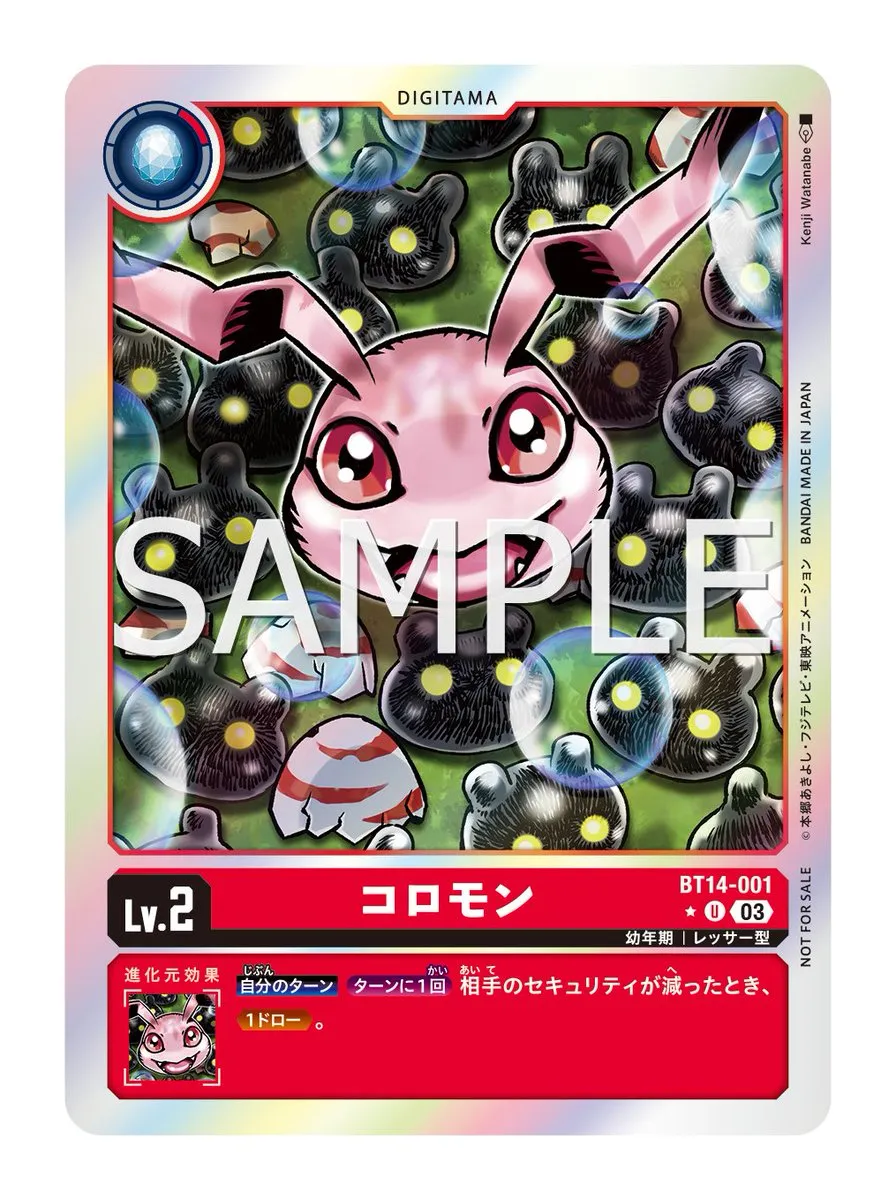 DIGITAMA
Kenji Watanabe
SAMPLE
© 本郷あきよし・フジテレビ・東映アニメーション BANDAI MADE IN JAPAN
NOT FOR SALE
Lv.2
コロモン
BT14-001
U 03
幼年期 | レッサー型
進化元効果
じぶん かい あいて へ
自分のターン ターンに1回 相手のセキュリティが減ったとき、
1ドロー 。